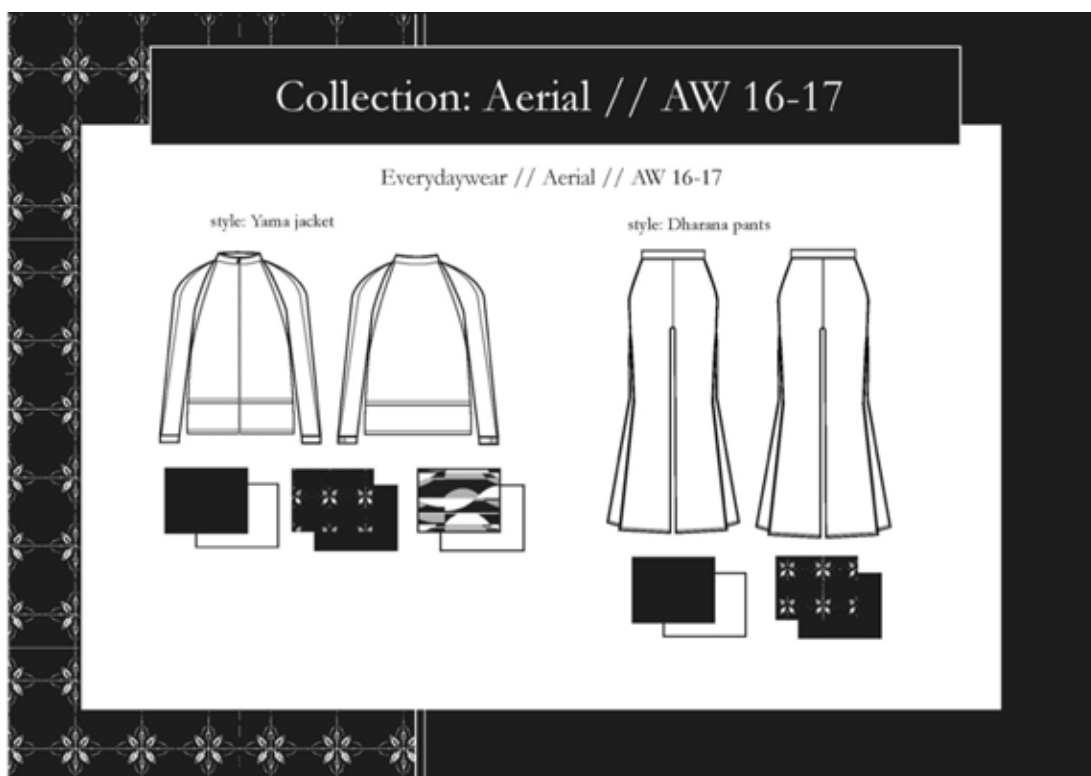 Collection: Aerial // AW 16-17
Everydaywear // Aerial // AW 16-17
style: Yama jacket
style: Dharana pants